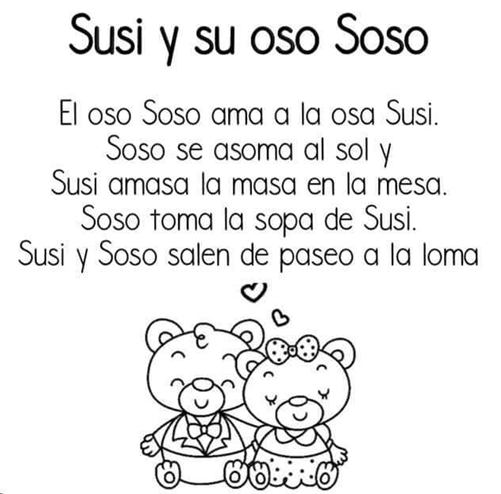 Susi y su oso Soso
El oso Soso ama a la osa Susi.
Soso se asoma al sol y
Susi amasa la masa en la mesa.
Soso toma la sopa de Susi.
Susi y Soso salen de paseo a la loma